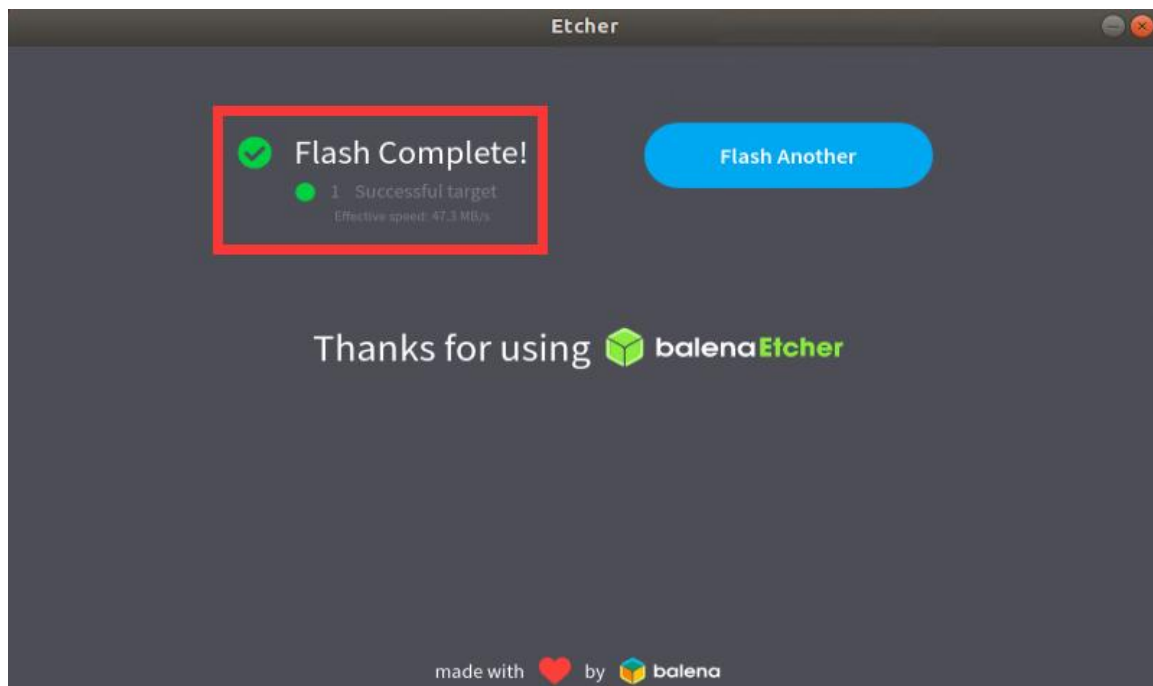 Etcher
Flash Complete!
1 Successful target
Effective speed: 47.3 MB/s
Flash Another
Thanks for using balenaEtcher
made with by balena